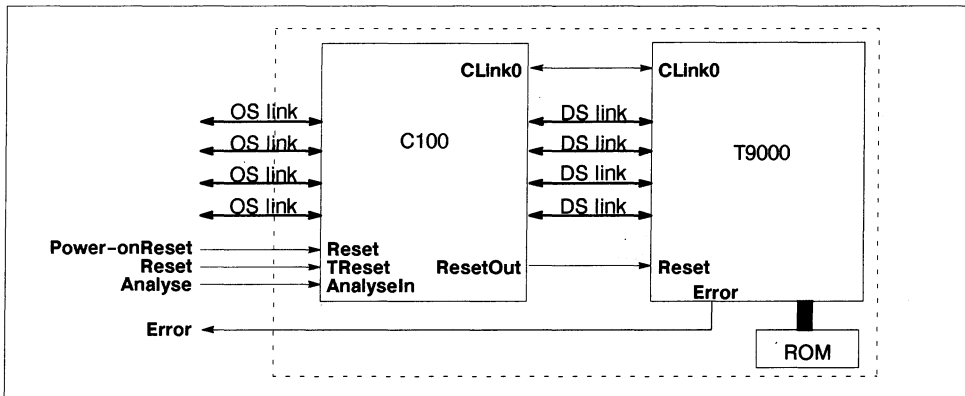 CLink0
CLink0
OS link
DS link
C100
T9000
OS link
DS link
OS link
DS link
OS link
DS link
Power-onReset
Reset
Reset
TReset
ResetOut
Reset
Analyse
AnalyseIn
Error
Error
ROM